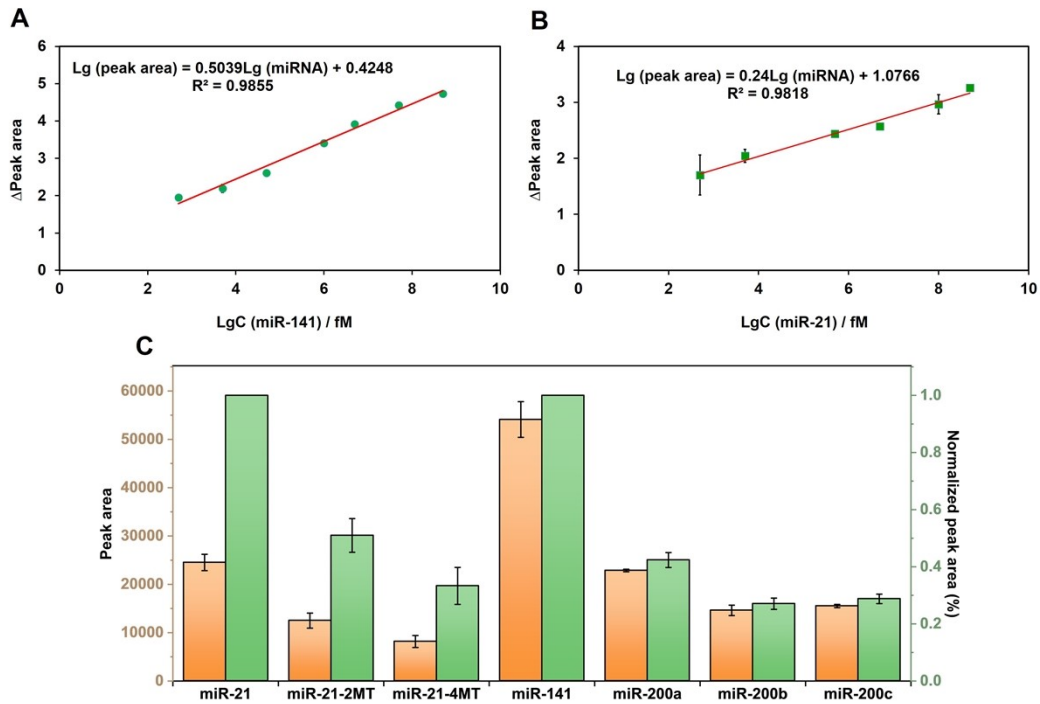 A
Lg (peak area) = 0.5039Lg (miRNA) + 0.4248
R² = 0.9855
6
5
4
3
2
1
0
ΔPeak area
0 2 4 6 8 10
LgC (miR-141) / fM
B
Lg (peak area) = 0.24Lg (miRNA) + 1.0766
R² = 0.9818
4
3
2
1
0
ΔPeak area
0 2 4 6 8 10
LgC (miR-21) / fM
C
60000
50000
40000
30000
20000
10000
0
Peak area
1.0
0.8
0.6
0.4
0.2
0.0
Normalized peak area (%)
miR-21 miR-21-2MT miR-21-4MT miR-141 miR-200a miR-200b miR-200c